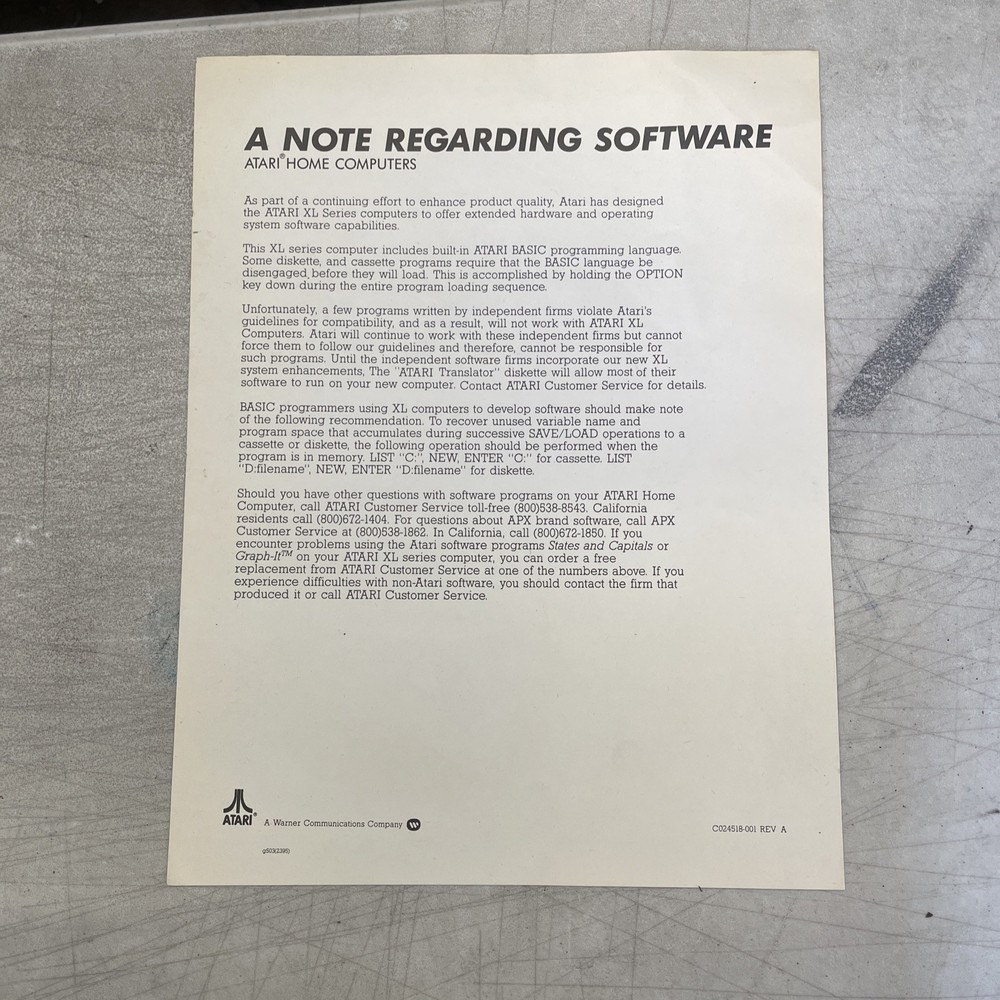 A NOTE REGARDING SOFTWARE
ATARI® HOME COMPUTERS
As part of a continuing effort to enhance product quality, Atari has designed
the ATARI XL Series computers to offer extended hardware and operating
system software capabilities.
This XL series computer includes built-in ATARI BASIC programming language.
Some diskette, and cassette programs require that the BASIC language be
disengaged before they will load. This is accomplished by holding the OPTION
key down during the entire program loading sequence.
Unfortunately, a few programs written by independent firms violate Atari's
guidelines for compatibility, and as a result, will not work with ATARI XL
Computers. Atari will continue to work with these independent firms but cannot
force them to follow our guidelines and therefore, cannot be responsible for
such programs. Until the independent software firms incorporate our new XL
system enhancements, The "ATARI Translator" diskette will allow most of their
software to run on your new computer. Contact ATARI Customer Service for details.
BASIC programmers using XL computers to develop software should make note
of the following recommendation. To recover unused variable name and
program space that accumulates during successive SAVE/LOAD operations to a
cassette or diskette, the following operation should be performed when the
program is in memory. LIST "C:", NEW, ENTER "C:" for cassette. LIST
"D:filename", NEW, ENTER "D:filename" for diskette.
Should you have other questions with software programs on your ATARI Home
Computer, call ATARI Customer Service toll-free (800)538-8543. California
residents call (800)672-1404. For questions about APX brand software, call APX
Customer Service at (800)538-1862. In California, call (800)672-1850. If you
encounter problems using the Atari software programs States and Capitals or
Graph-It™ on your ATARI XL series computer, you can order a free
replacement from ATARI Customer Service at one of the numbers above. If you
experience difficulties with non-Atari software, you should contact the firm that
produced it or call ATARI Customer Service.
ATARI® A Warner Communications Company
C024518-001 REV A
g503(2395)